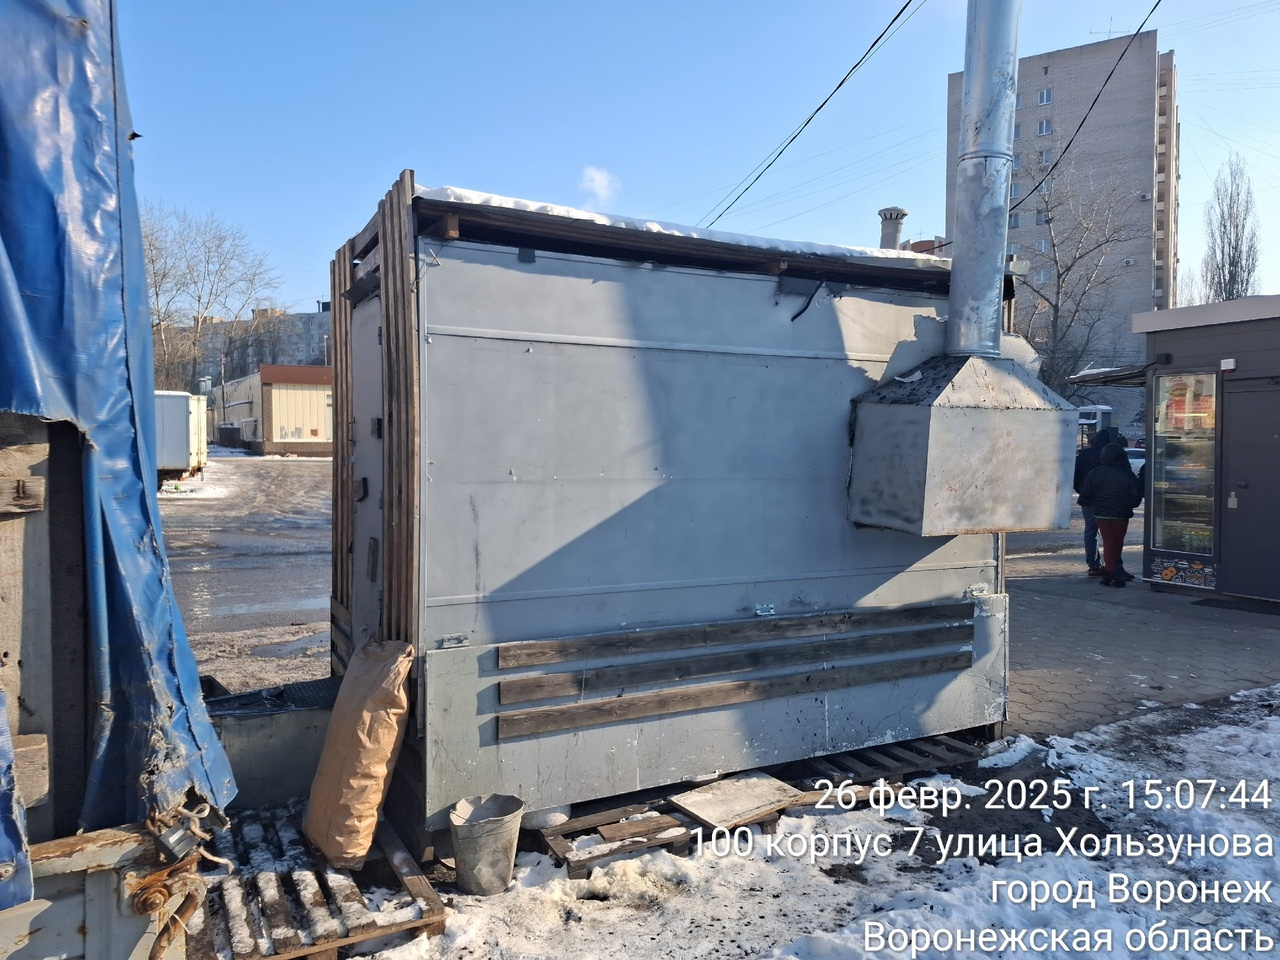 26 февр. 2025 г. 15:07:44
100 корпус 7 улица Хользунова
город Воронеж
Воронежская область